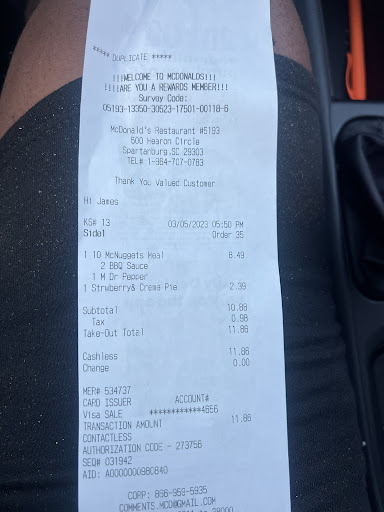 ***** DUPLICATE *****
!!!WELCOME TO MCDONALDS!!!
!!!!ARE YOU A REWARDS MEMBER!!!
Survey Code:
05193-13350-30523-17501-00118-6
McDonald's Restaurant #5193
500 Hearon Circle
Spartanburg,SC 29303
TEL# 1-864-707-0783
Thank You Valued Customer
Hi James
KS# 13 03/05/2023 05:50 PM
Side1 Order 35
1 10 McNuggets Meal 8.49
2 BBQ Sauce
1 M Dr Pepper
1 Strwberry& Creme Pie 2.39
Subtotal 10.88
Tax 0.98
Take-Out Total 11.86
Cashless 11.86
Change 0.00
MER# 534737
CARD ISSUER ACCOUNT#
Visa SALE ************4656
TRANSACTION AMOUNT 11.86
CONTACTLESS
AUTHORIZATION CODE - 273756
SEQ# 031942
AID: A0000000980840
CORP: 866-959-5935
COMMENTS.MCD@GMAIL.COM